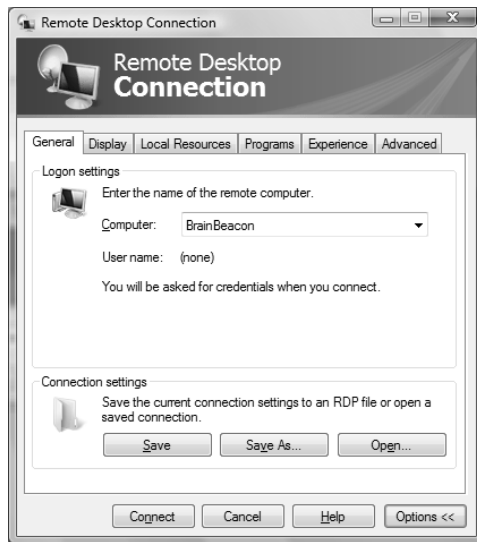 Remote Desktop Connection
Remote Desktop
Connection
General Display Local Resources Programs Experience Advanced
Logon settings
Enter the name of the remote computer.
Computer: BrainBeacon
User name: (none)
You will be asked for credentials when you connect.
Connection settings
Save the current connection settings to an RDP file or open a
saved connection.
Save Save As... Open...
Connect Cancel Help Options <<